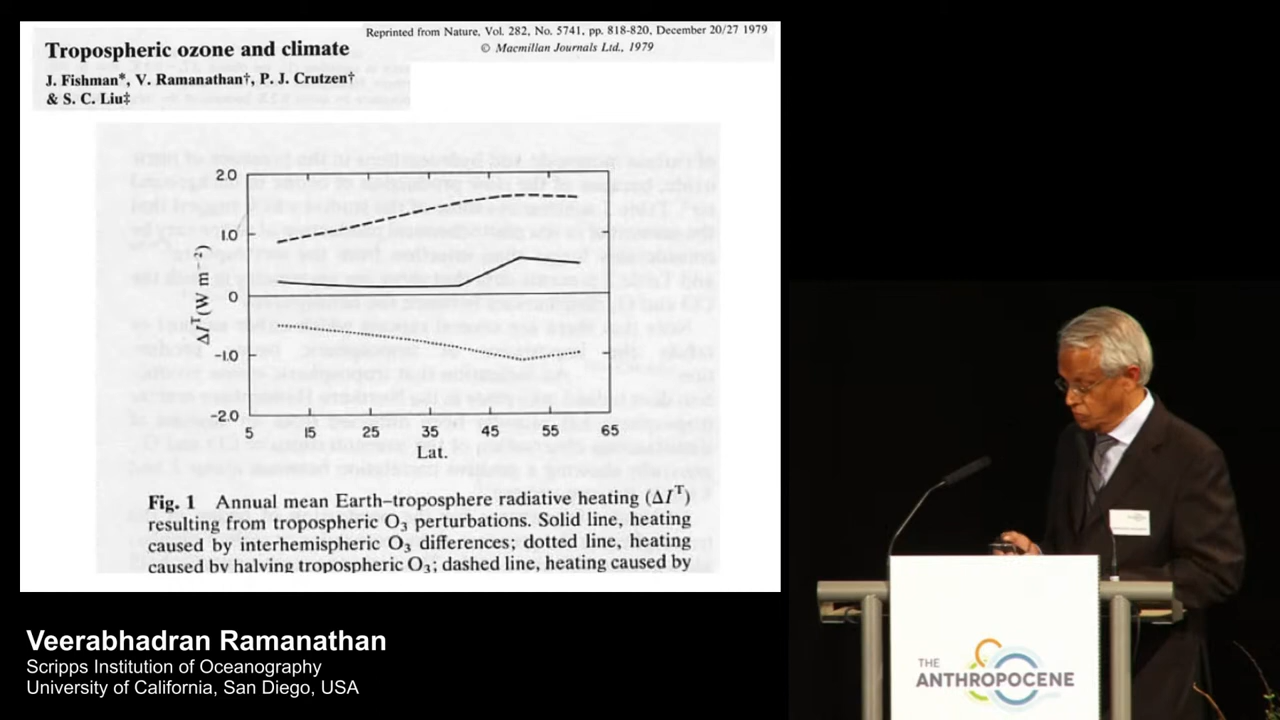 Reprinted from Nature, Vol. 282, No. 5741, pp. 818-820, December 20/27 1979
© Macmillan Journals Ltd., 1979
Tropospheric ozone and climate
J. Fishman*, V. Ramanathan†, P. J. Crutzen†
& S. C. Liu‡
2.0
1.0
0
-1.0
-2.0
ΔIᵀ(W m⁻²)
5 15 25 35 45 55 65
Lat.
Fig. 1 Annual mean Earth–troposphere radiative heating (ΔIᵀ)
resulting from tropospheric O₃ perturbations. Solid line, heating
caused by interhemispheric O₃ differences; dotted line, heating
caused by halving tropospheric O₃; dashed line, heating caused by
Veerabhadran Ramanathan
Scripps Institution of Oceanography
University of California, San Diego, USA
THE
ANTHROPOCENE